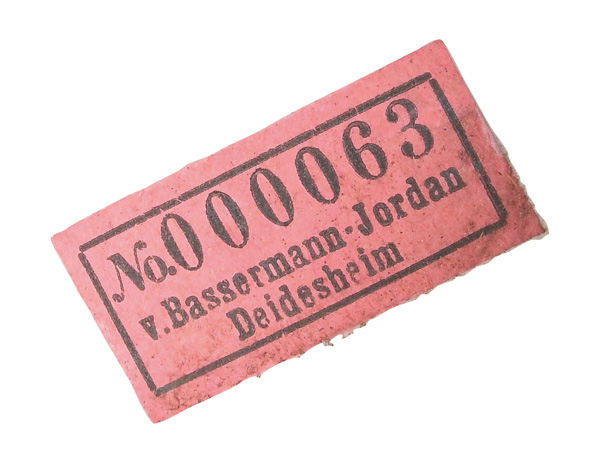 No. 000063
v. Bassermann-Jordan
Deidesheim